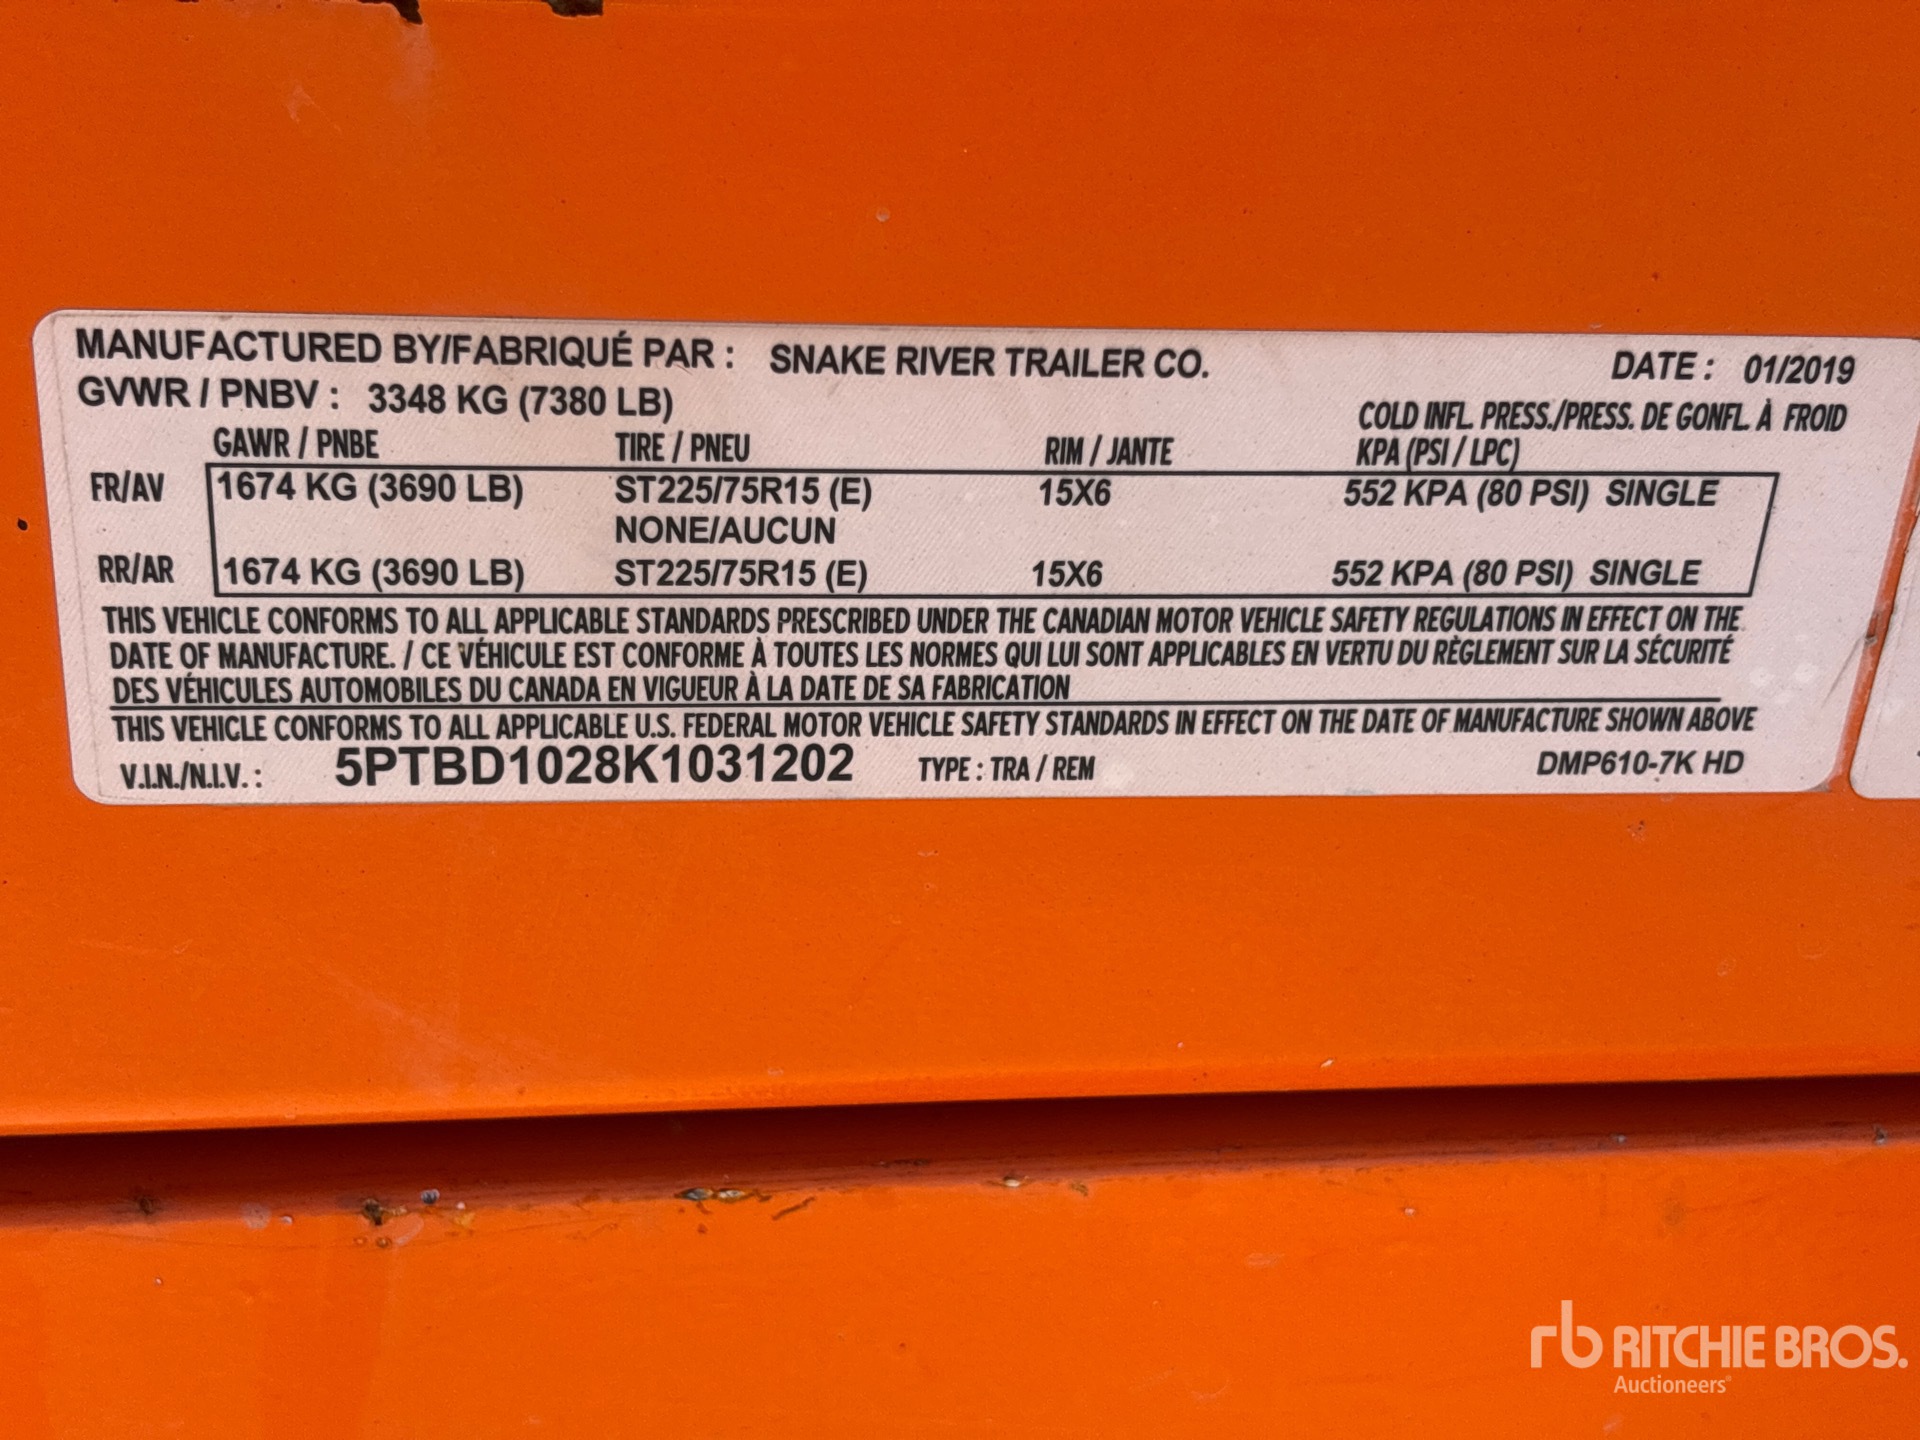 MANUFACTURED BY/FABRIQUÉ PAR : SNAKE RIVER TRAILER CO. DATE : 01/2019
GVWR / PNBV : 3348 KG (7380 LB)
COLD INFL. PRESS./PRESS. DE GONFL. À FROID
GAWR / PNBE TIRE / PNEU RIM / JANTE KPA (PSI / LPC)
FR/AV 1674 KG (3690 LB) ST225/75R15 (E) 15X6 552 KPA (80 PSI) SINGLE
NONE/AUCUN
RR/AR 1674 KG (3690 LB) ST225/75R15 (E) 15X6 552 KPA (80 PSI) SINGLE
THIS VEHICLE CONFORMS TO ALL APPLICABLE STANDARDS PRESCRIBED UNDER THE CANADIAN MOTOR VEHICLE SAFETY REGULATIONS IN EFFECT ON THE
DATE OF MANUFACTURE. / CE VÉHICULE EST CONFORME À TOUTES LES NORMES QUI LUI SONT APPLICABLES EN VERTU DU RÈGLEMENT SUR LA SÉCURITÉ
DES VÉHICULES AUTOMOBILES DU CANADA EN VIGUEUR À LA DATE DE SA FABRICATION
THIS VEHICLE CONFORMS TO ALL APPLICABLE U.S. FEDERAL MOTOR VEHICLE SAFETY STANDARDS IN EFFECT ON THE DATE OF MANUFACTURE SHOWN ABOVE
V.I.N./N.I.V. : 5PTBD1028K1031202 TYPE : TRA / REM DMP610-7K HD
rb RITCHIE BROS.
Auctioneers